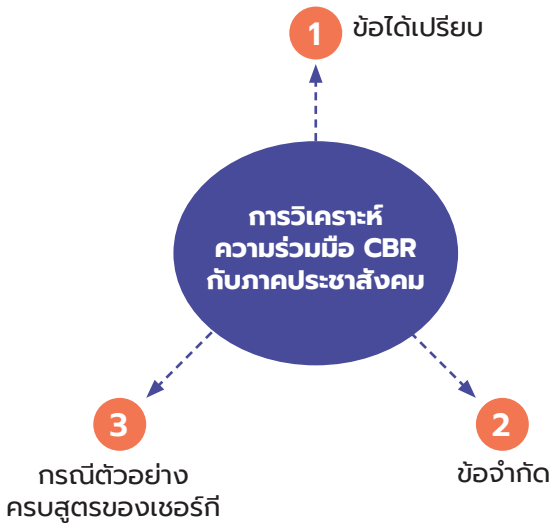 1 ข้อได้เปรียบ
การวิเคราะห์
ความร่วมมือ CBR
กับภาคประชาสังคม
3
กรณีตัวอย่าง
ครบสูตรของเชอร์กี
2
ข้อจำกัด